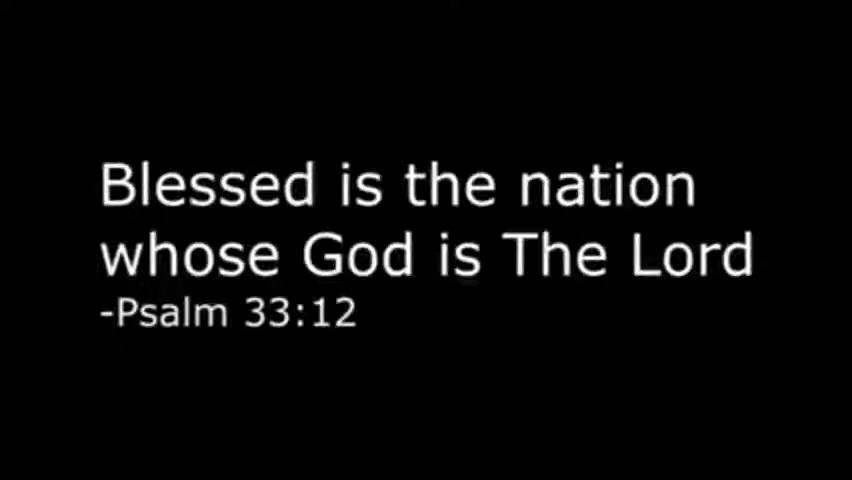 Blessed is the nation
whose God is The Lord
-Psalm 33:12